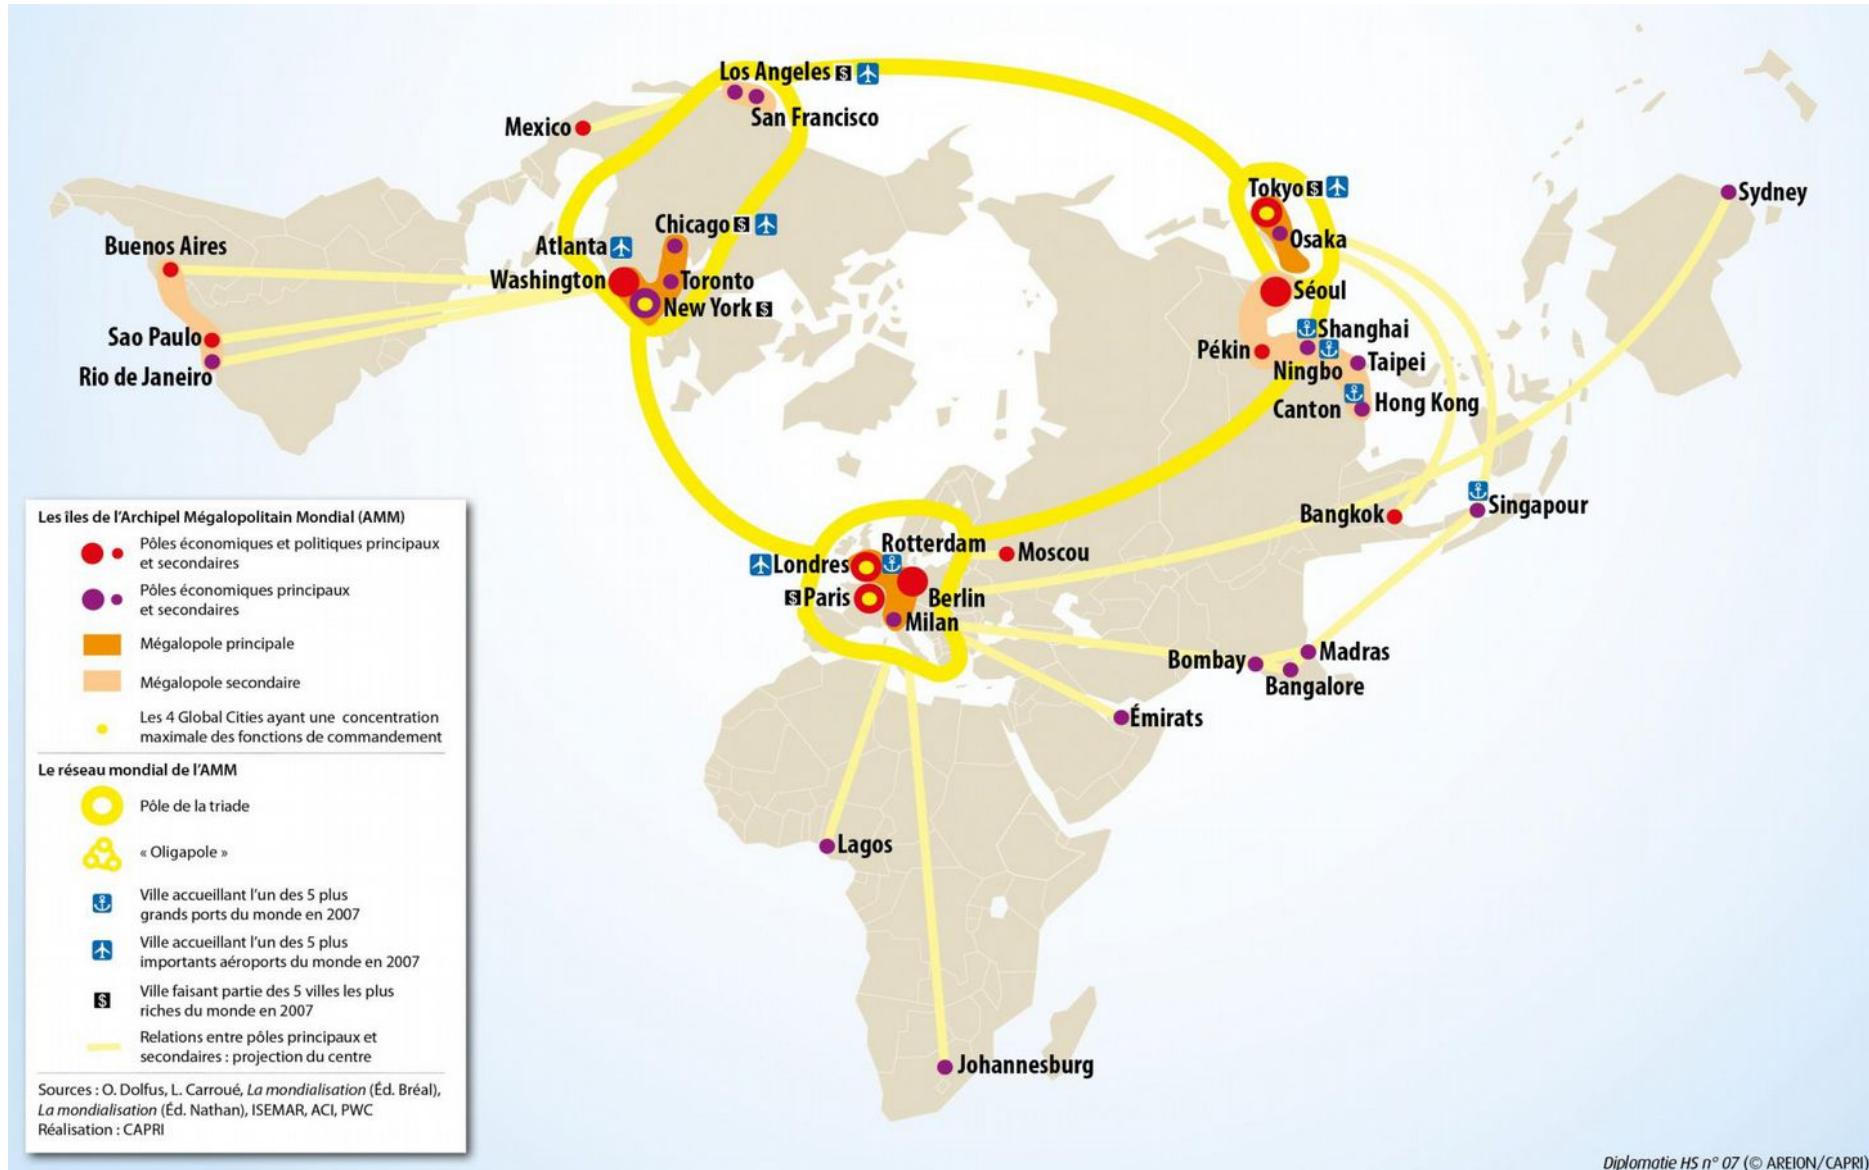 Los Angeles $
San Francisco
Mexico
Tokyo $
Sydney
Chicago $
Osaka
Buenos Aires
Atlanta
Washington
Toronto
Séoul
New York $
Sao Paulo
Shanghai
Pékin
Ningbo
Taipei
Rio de Janeiro
Canton
Hong Kong
Singapour
Bangkok
Rotterdam
Moscou
Londres
$ Paris
Berlin
Milan
Madras
Bombay
Bangalore
Émirats
Lagos
Johannesburg
Les îles de l'Archipel Mégalopolitain Mondial (AMM)
Pôles économiques et politiques principaux
et secondaires
Pôles économiques principaux
et secondaires
Mégalopole principale
Mégalopole secondaire
Les 4 Global Cities ayant une concentration
maximale des fonctions de commandement
Le réseau mondial de l'AMM
Pôle de la triade
« Oligapole »
Ville accueillant l'un des 5 plus
grands ports du monde en 2007
Ville accueillant l'un des 5 plus
importants aéroports du monde en 2007
$ Ville faisant partie des 5 villes les plus
riches du monde en 2007
Relations entre pôles principaux et
secondaires : projection du centre
Sources : O. Dolfus, L. Carroué, La mondialisation (Éd. Bréal),
La mondialisation (Éd. Nathan), ISEMAR, ACI, PWC
Réalisation : CAPRI
Diplomatie HS n° 07 (© AREION/CAPRI)